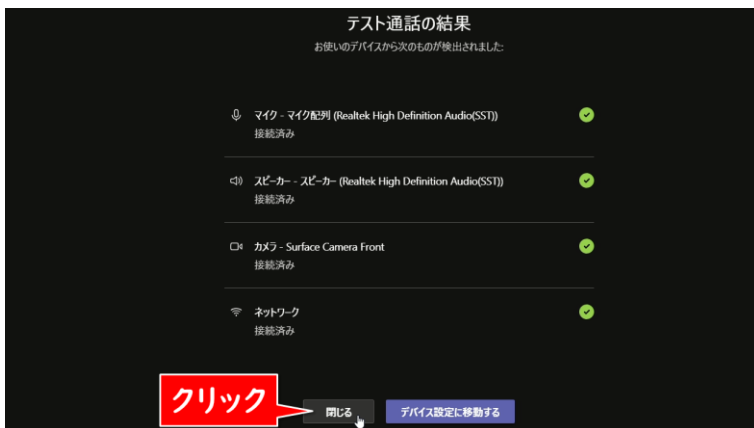 テスト通話の結果
お使いのデバイスから次のものが検出されました:
マイク - マイク配列 (Realtek High Definition Audio(SST))
接続済み
スピーカー - スピーカー (Realtek High Definition Audio(SST))
接続済み
カメラ - Surface Camera Front
接続済み
ネットワーク
接続済み
クリック
閉じる
デバイス設定に移動する